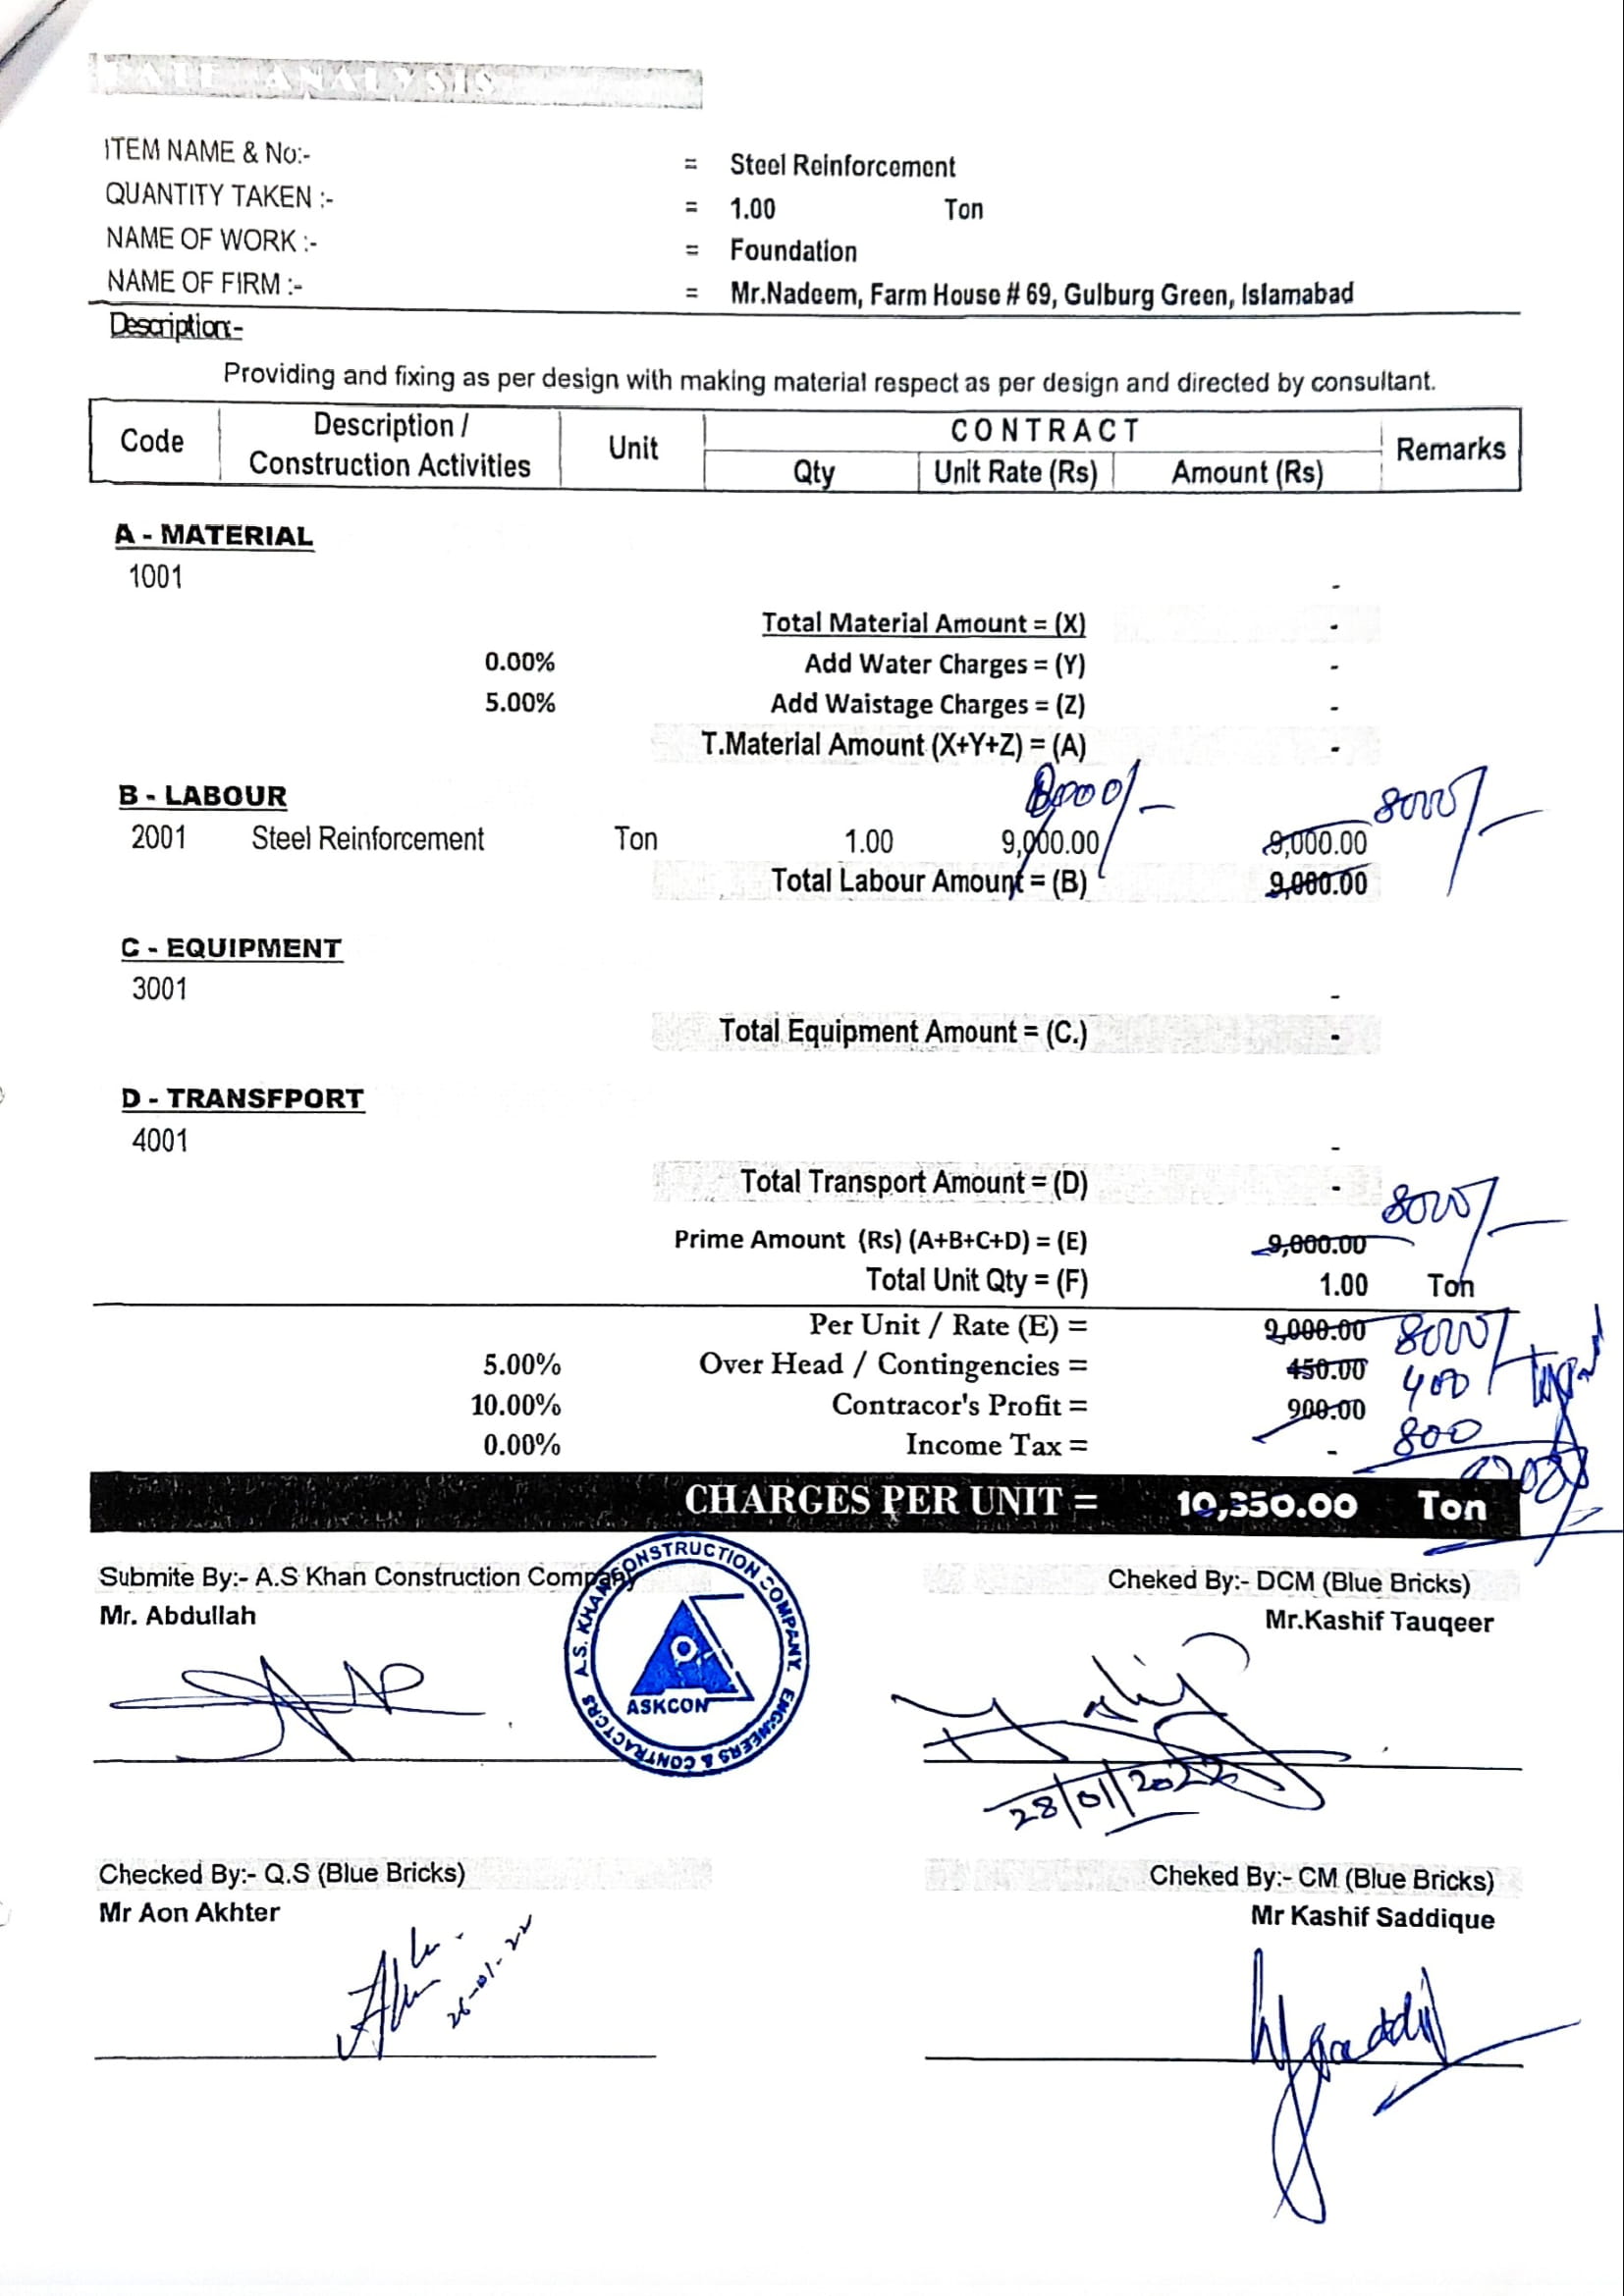 RATE ANALYSIS
ITEM NAME & No:- = Steel Reinforcement
QUANTITY TAKEN :- = 1.00 Ton
NAME OF WORK :- = Foundation
NAME OF FIRM :- = Mr.Nadeem, Farm House # 69, Gulburg Green, Islamabad
Description:-
Providing and fixing as per design with making material respect as per design and directed by consultant.
Code Description / Construction Activities Unit CONTRACT Remarks
Qty Unit Rate (Rs) Amount (Rs)
A - MATERIAL
1001 -
Total Material Amount = (X) -
0.00% Add Water Charges = (Y) -
5.00% Add Waistage Charges = (Z) -
T.Material Amount (X+Y+Z) = (A) -
8000/- 8000/-
B - LABOUR
2001 Steel Reinforcement Ton 1.00 9,000.00 9,000.00
Total Labour Amount = (B) 9,000.00
C - EQUIPMENT
3001 -
Total Equipment Amount = (C.) -
D - TRANSFPORT
4001 -
Total Transport Amount = (D) -
8000/-
Prime Amount (Rs) (A+B+C+D) = (E) 9,000.00
Total Unit Qty = (F) 1.00 Ton
Per Unit / Rate (E) = 9,000.00 8000/-
5.00% Over Head / Contingencies = 450.00 400
10.00% Contracor's Profit = 900.00 800
0.00% Income Tax = -
CHARGES PER UNIT = 10,350.00 Ton
Submite By:- A.S Khan Construction Company
Mr. Abdullah
A.S. KHAN CONSTRUCTION COMPANY. ENGINEERS & CONTRACTORS
ASKCON
Cheked By:- DCM (Blue Bricks)
Mr.Kashif Tauqeer
28/01/2022
Checked By:- Q.S (Blue Bricks)
Mr Aon Akhter
26-01-22
Cheked By:- CM (Blue Bricks)
Mr Kashif Saddique